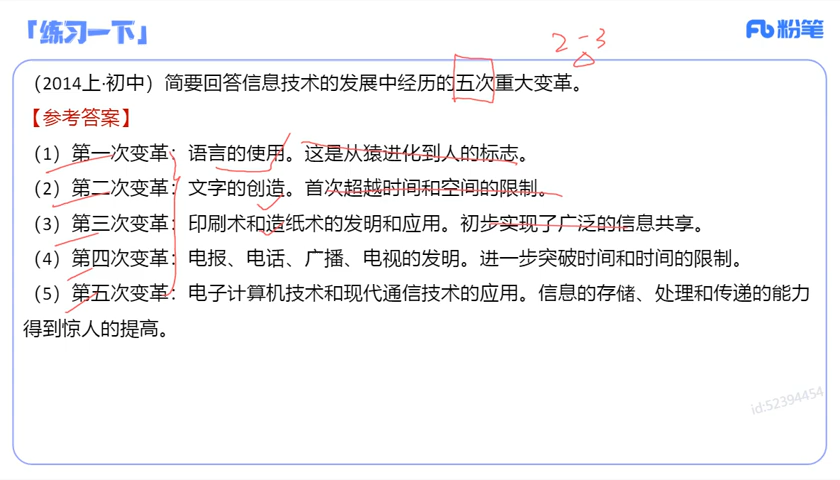 「练习一下」
粉笔
2-3
（2014上·初中）简要回答信息技术的发展中经历的五次重大变革。
【参考答案】
（1）第一次变革：语言的使用。这是从猿进化到人的标志。
（2）第二次变革：文字的创造。首次超越时间和空间的限制。
（3）第三次变革：印刷术和造纸术的发明和应用。初步实现了广泛的信息共享。
（4）第四次变革：电报、电话、广播、电视的发明。进一步突破时间和时间的限制。
（5）第五次变革：电子计算机技术和现代通信技术的应用。信息的存储、处理和传递的能力
得到惊人的提高。
id:52394454